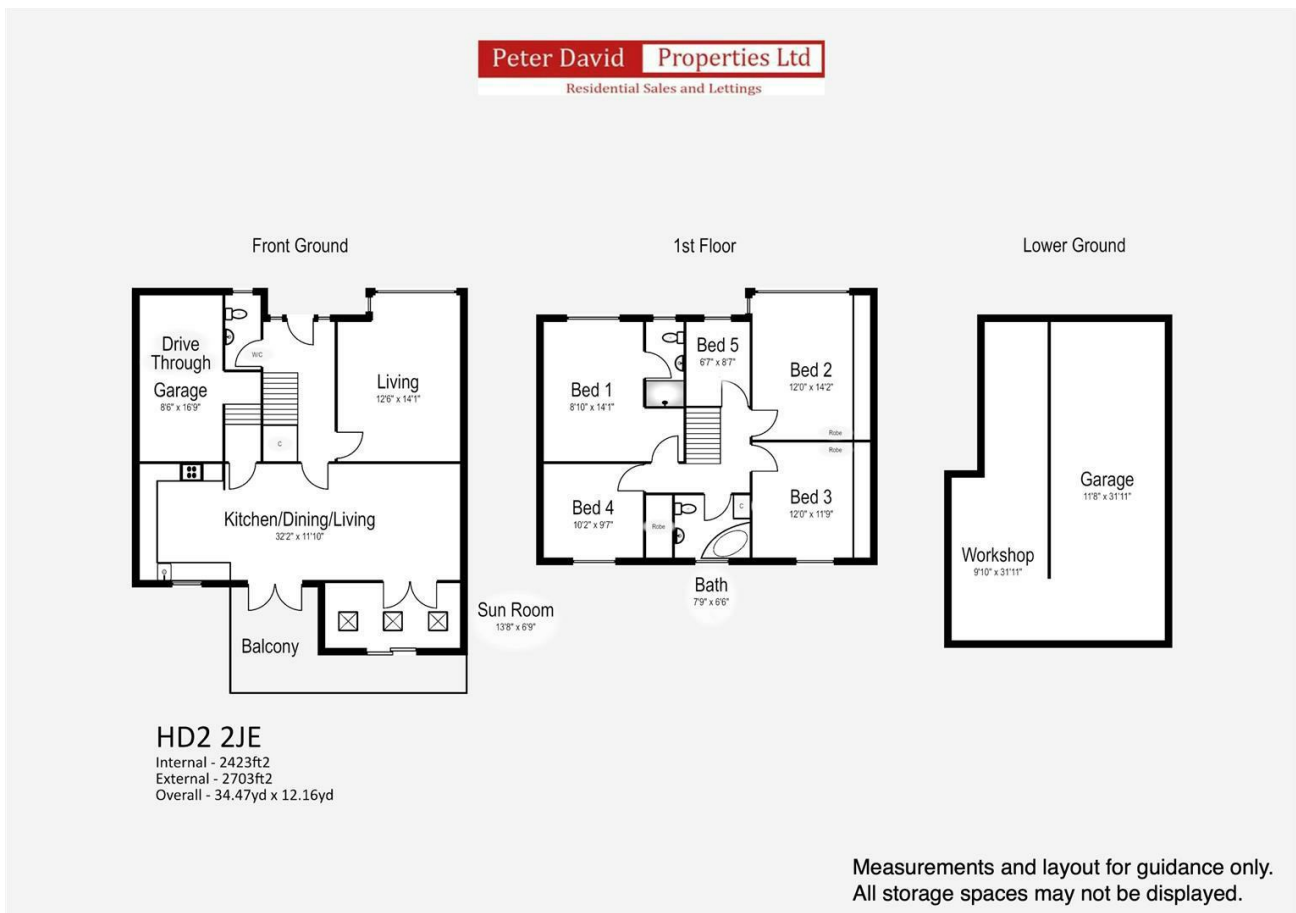 Peter David Properties Ltd
Residential Sales and Lettings
Front Ground
1st Floor
Lower Ground
Drive
Through
Garage
8'6" x 16'9"
WC
C
Living
12'6" x 14'1"
Kitchen/Dining/Living
32'2" x 11'10"
Sun Room
13'8" x 6'9"
Balcony
Bed 1
8'10" x 14'1"
Bed 5
6'7" x 8'7"
Bed 2
12'0" x 14'2"
Robe
Robe
Bed 4
10'2" x 9'7"
Robe
C
Bed 3
12'0" x 11'9"
Bath
7'9" x 6'6"
Garage
11'8" x 31'11"
Workshop
9'10" x 31'11"
HD2 2JE
Internal - 2423ft2
External - 2703ft2
Overall - 34.47yd x 12.16yd
Measurements and layout for guidance only.
All storage spaces may not be displayed.